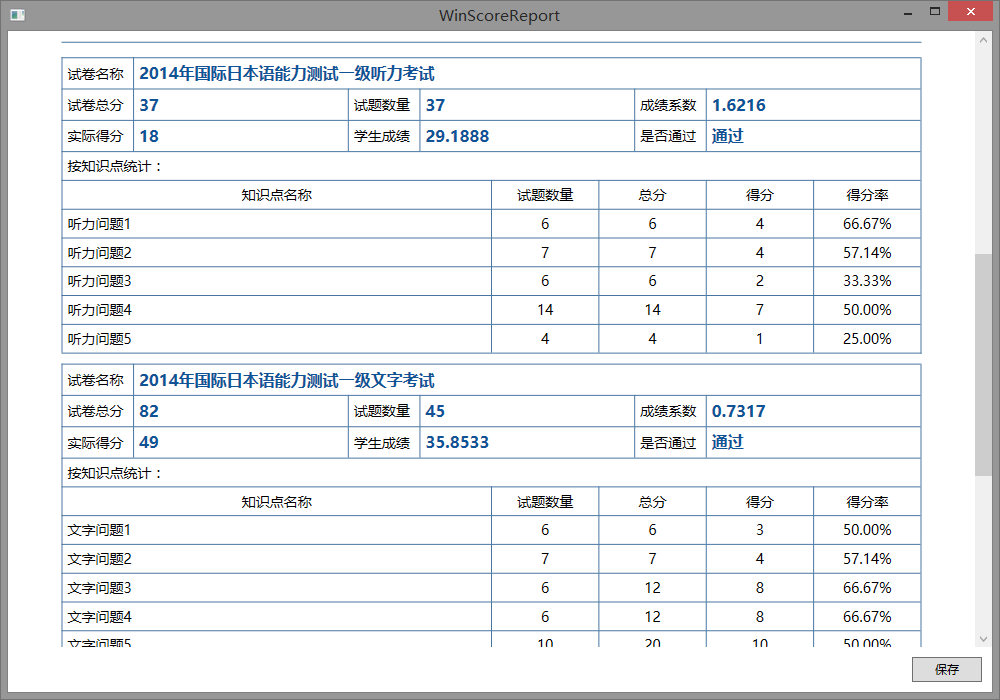 WinScoreReport
试卷名称 2014年国际日本语能力测试一级听力考试
试卷总分 37 试题数量 37 成绩系数 1.6216
实际得分 18 学生成绩 29.1888 是否通过 通过
按知识点统计：
知识点名称 试题数量 总分 得分 得分率
听力问题1 6 6 4 66.67%
听力问题2 7 7 4 57.14%
听力问题3 6 6 2 33.33%
听力问题4 14 14 7 50.00%
听力问题5 4 4 1 25.00%
试卷名称 2014年国际日本语能力测试一级文字考试
试卷总分 82 试题数量 45 成绩系数 0.7317
实际得分 49 学生成绩 35.8533 是否通过 通过
按知识点统计：
知识点名称 试题数量 总分 得分 得分率
文字问题1 6 6 3 50.00%
文字问题2 7 7 4 57.14%
文字问题3 6 12 8 66.67%
文字问题4 6 12 8 66.67%
文字问题5 10 20 10 50.00%
保存